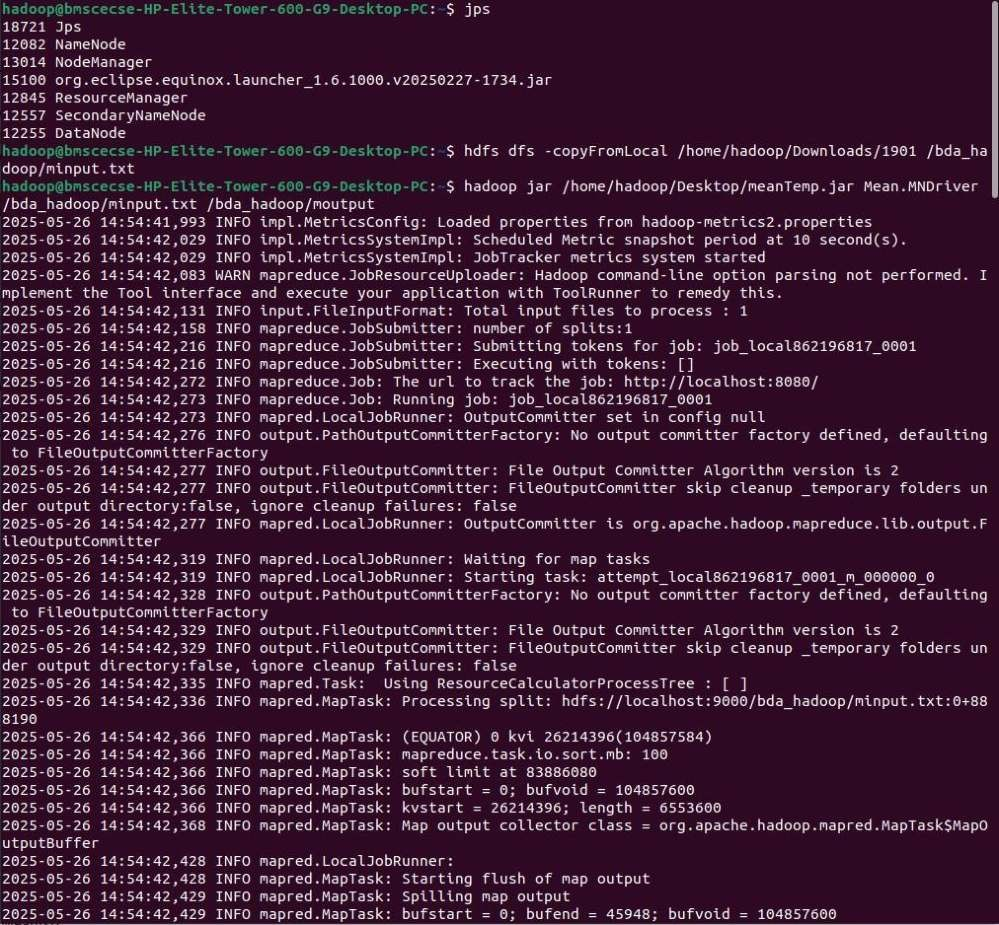 hadoop@bmscecse-HP-Elite-Tower-600-G9-Desktop-PC:~$ jps
18721 Jps
12082 NameNode
13014 NodeManager
15100 org.eclipse.equinox.launcher_1.6.1000.v20250227-1734.jar
12845 ResourceManager
12557 SecondaryNameNode
12255 DataNode
hadoop@bmscecse-HP-Elite-Tower-600-G9-Desktop-PC:~$ hdfs dfs -copyFromLocal /home/hadoop/Downloads/1901 /bda_ha
doop/minput.txt
hadoop@bmscecse-HP-Elite-Tower-600-G9-Desktop-PC:~$ hadoop jar /home/hadoop/Desktop/meanTemp.jar Mean.MNDriver
/bda_hadoop/minput.txt /bda_hadoop/moutput
2025-05-26 14:54:41,993 INFO impl.MetricsConfig: Loaded properties from hadoop-metrics2.properties
2025-05-26 14:54:42,029 INFO impl.MetricsSystemImpl: Scheduled Metric snapshot period at 10 second(s).
2025-05-26 14:54:42,029 INFO impl.MetricsSystemImpl: JobTracker metrics system started
2025-05-26 14:54:42,083 WARN mapreduce.JobResourceUploader: Hadoop command-line option parsing not performed. I
mplement the Tool interface and execute your application with ToolRunner to remedy this.
2025-05-26 14:54:42,131 INFO input.FileInputFormat: Total input files to process : 1
2025-05-26 14:54:42,158 INFO mapreduce.JobSubmitter: number of splits:1
2025-05-26 14:54:42,216 INFO mapreduce.JobSubmitter: Submitting tokens for job: job_local862196817_0001
2025-05-26 14:54:42,216 INFO mapreduce.JobSubmitter: Executing with tokens: []
2025-05-26 14:54:42,272 INFO mapreduce.Job: The url to track the job: http://localhost:8080/
2025-05-26 14:54:42,273 INFO mapreduce.Job: Running job: job_local862196817_0001
2025-05-26 14:54:42,273 INFO mapred.LocalJobRunner: OutputCommitter set in config null
2025-05-26 14:54:42,276 INFO output.PathOutputCommitterFactory: No output committer factory defined, defaulting
 to FileOutputCommitterFactory
2025-05-26 14:54:42,277 INFO output.FileOutputCommitter: File Output Committer Algorithm version is 2
2025-05-26 14:54:42,277 INFO output.FileOutputCommitter: FileOutputCommitter skip cleanup _temporary folders un
der output directory:false, ignore cleanup failures: false
2025-05-26 14:54:42,277 INFO mapred.LocalJobRunner: OutputCommitter is org.apache.hadoop.mapreduce.lib.output.F
ileOutputCommitter
2025-05-26 14:54:42,319 INFO mapred.LocalJobRunner: Waiting for map tasks
2025-05-26 14:54:42,319 INFO mapred.LocalJobRunner: Starting task: attempt_local862196817_0001_m_000000_0
2025-05-26 14:54:42,328 INFO output.PathOutputCommitterFactory: No output committer factory defined, defaulting
 to FileOutputCommitterFactory
2025-05-26 14:54:42,329 INFO output.FileOutputCommitter: File Output Committer Algorithm version is 2
2025-05-26 14:54:42,329 INFO output.FileOutputCommitter: FileOutputCommitter skip cleanup _temporary folders un
der output directory:false, ignore cleanup failures: false
2025-05-26 14:54:42,335 INFO mapred.Task:  Using ResourceCalculatorProcessTree : [ ]
2025-05-26 14:54:42,336 INFO mapred.MapTask: Processing split: hdfs://localhost:9000/bda_hadoop/minput.txt:0+88
8190
2025-05-26 14:54:42,366 INFO mapred.MapTask: (EQUATOR) 0 kvi 26214396(104857584)
2025-05-26 14:54:42,366 INFO mapred.MapTask: mapreduce.task.io.sort.mb: 100
2025-05-26 14:54:42,366 INFO mapred.MapTask: soft limit at 83886080
2025-05-26 14:54:42,366 INFO mapred.MapTask: bufstart = 0; bufvoid = 104857600
2025-05-26 14:54:42,366 INFO mapred.MapTask: kvstart = 26214396; length = 6553600
2025-05-26 14:54:42,368 INFO mapred.MapTask: Map output collector class = org.apache.hadoop.mapred.MapTask$MapO
utputBuffer
2025-05-26 14:54:42,428 INFO mapred.LocalJobRunner:
2025-05-26 14:54:42,428 INFO mapred.MapTask: Starting flush of map output
2025-05-26 14:54:42,429 INFO mapred.MapTask: Spilling map output
2025-05-26 14:54:42,429 INFO mapred.MapTask: bufstart = 0; bufend = 45948; bufvoid = 104857600